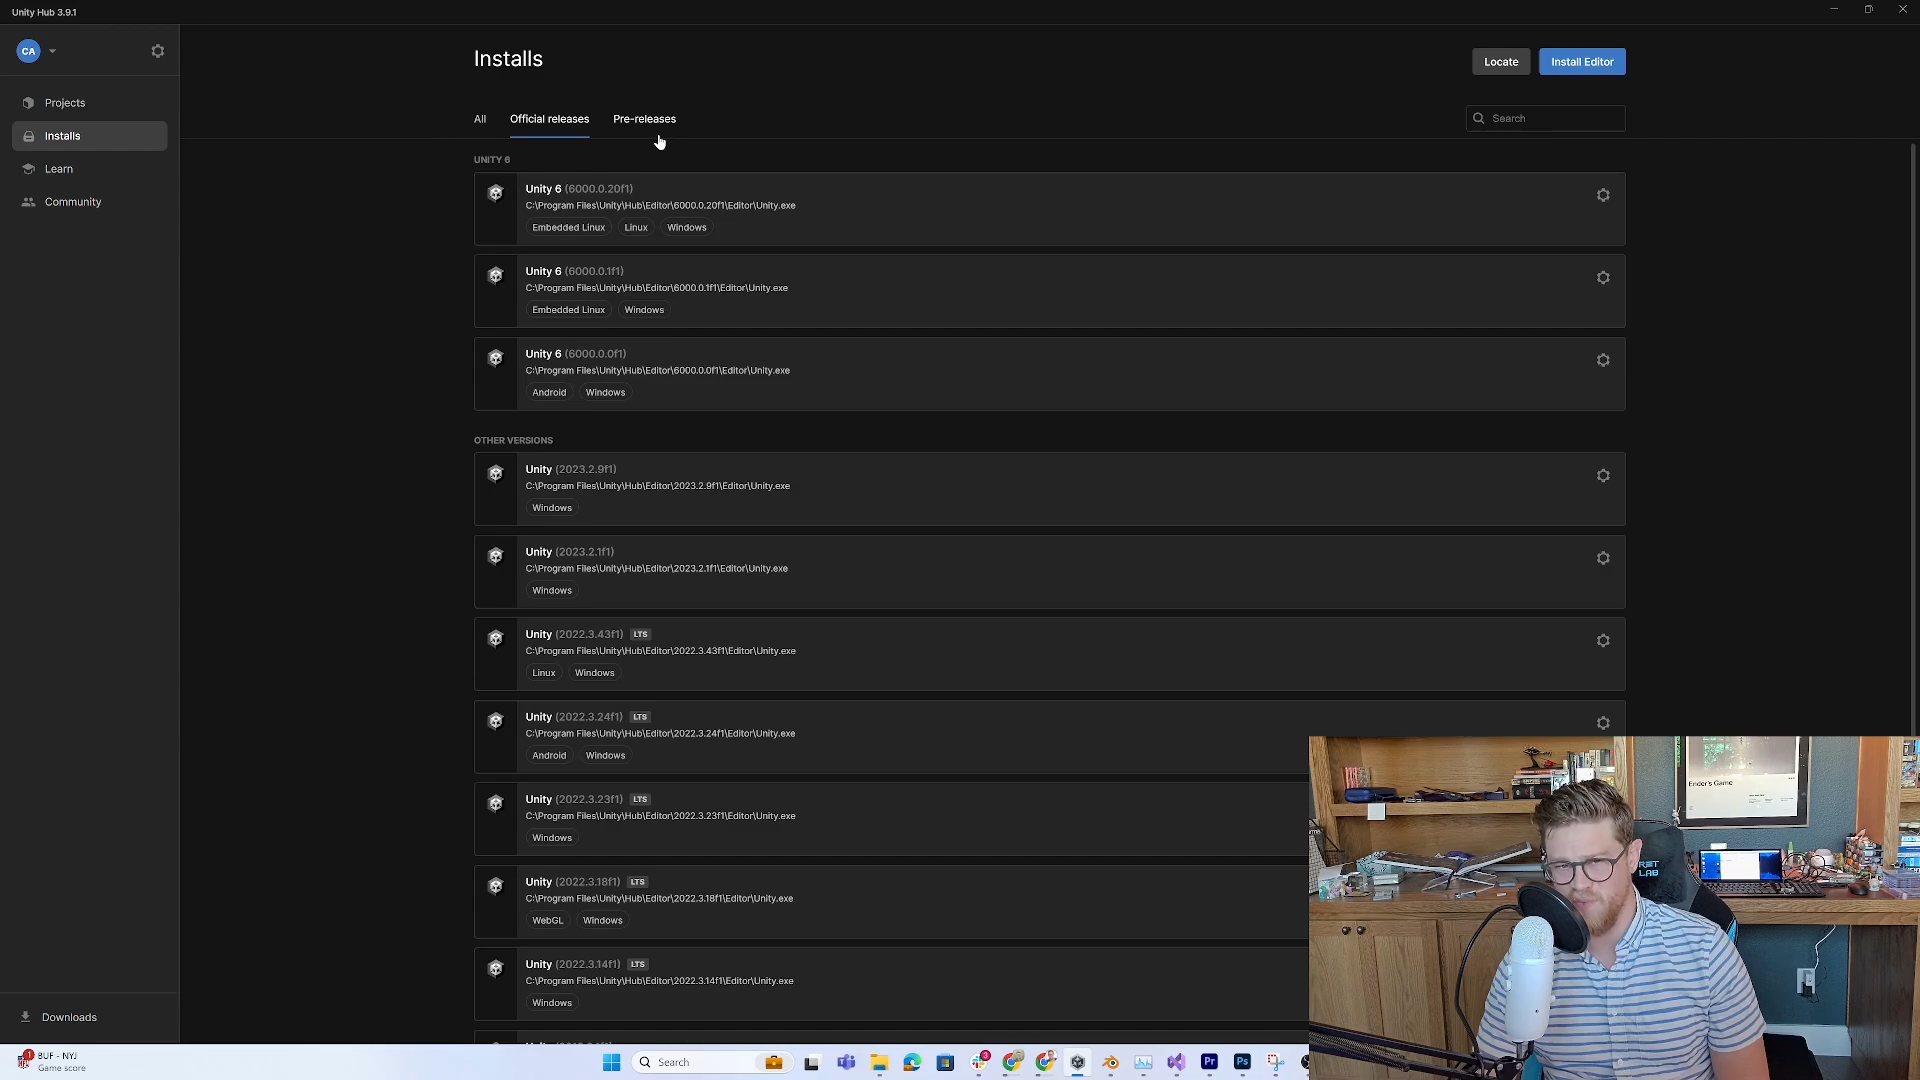 Unity Hub 3.9.1
CA
Projects
Installs
Learn
Community
Downloads
Installs
Locate
Install Editor
All
Official releases
Pre-releases
Search
UNITY 6
Unity 6 (6000.0.20f1)
C:\Program Files\Unity\Hub\Editor\6000.0.20f1\Editor\Unity.exe
Embedded Linux
Linux
Windows
Unity 6 (6000.0.1f1)
C:\Program Files\Unity\Hub\Editor\6000.0.1f1\Editor\Unity.exe
Embedded Linux
Windows
Unity 6 (6000.0.0f1)
C:\Program Files\Unity\Hub\Editor\6000.0.0f1\Editor\Unity.exe
Android
Windows
OTHER VERSIONS
Unity (2023.2.9f1)
C:\Program Files\Unity\Hub\Editor\2023.2.9f1\Editor\Unity.exe
Windows
Unity (2023.2.1f1)
C:\Program Files\Unity\Hub\Editor\2023.2.1f1\Editor\Unity.exe
Windows
Unity (2022.3.43f1) LTS
C:\Program Files\Unity\Hub\Editor\2022.3.43f1\Editor\Unity.exe
Linux
Windows
Unity (2022.3.24f1) LTS
C:\Program Files\Unity\Hub\Editor\2022.3.24f1\Editor\Unity.exe
Android
Windows
Unity (2022.3.23f1) LTS
C:\Program Files\Unity\Hub\Editor\2022.3.23f1\Editor\Unity.exe
Windows
Unity (2022.3.18f1) LTS
C:\Program Files\Unity\Hub\Editor\2022.3.18f1\Editor\Unity.exe
WebGL
Windows
Unity (2022.3.14f1) LTS
C:\Program Files\Unity\Hub\Editor\2022.3.14f1\Editor\Unity.exe
Windows
Ender's Game
LAB
1
BUF - NYJ
Game score
Search
3
Pr
Ps